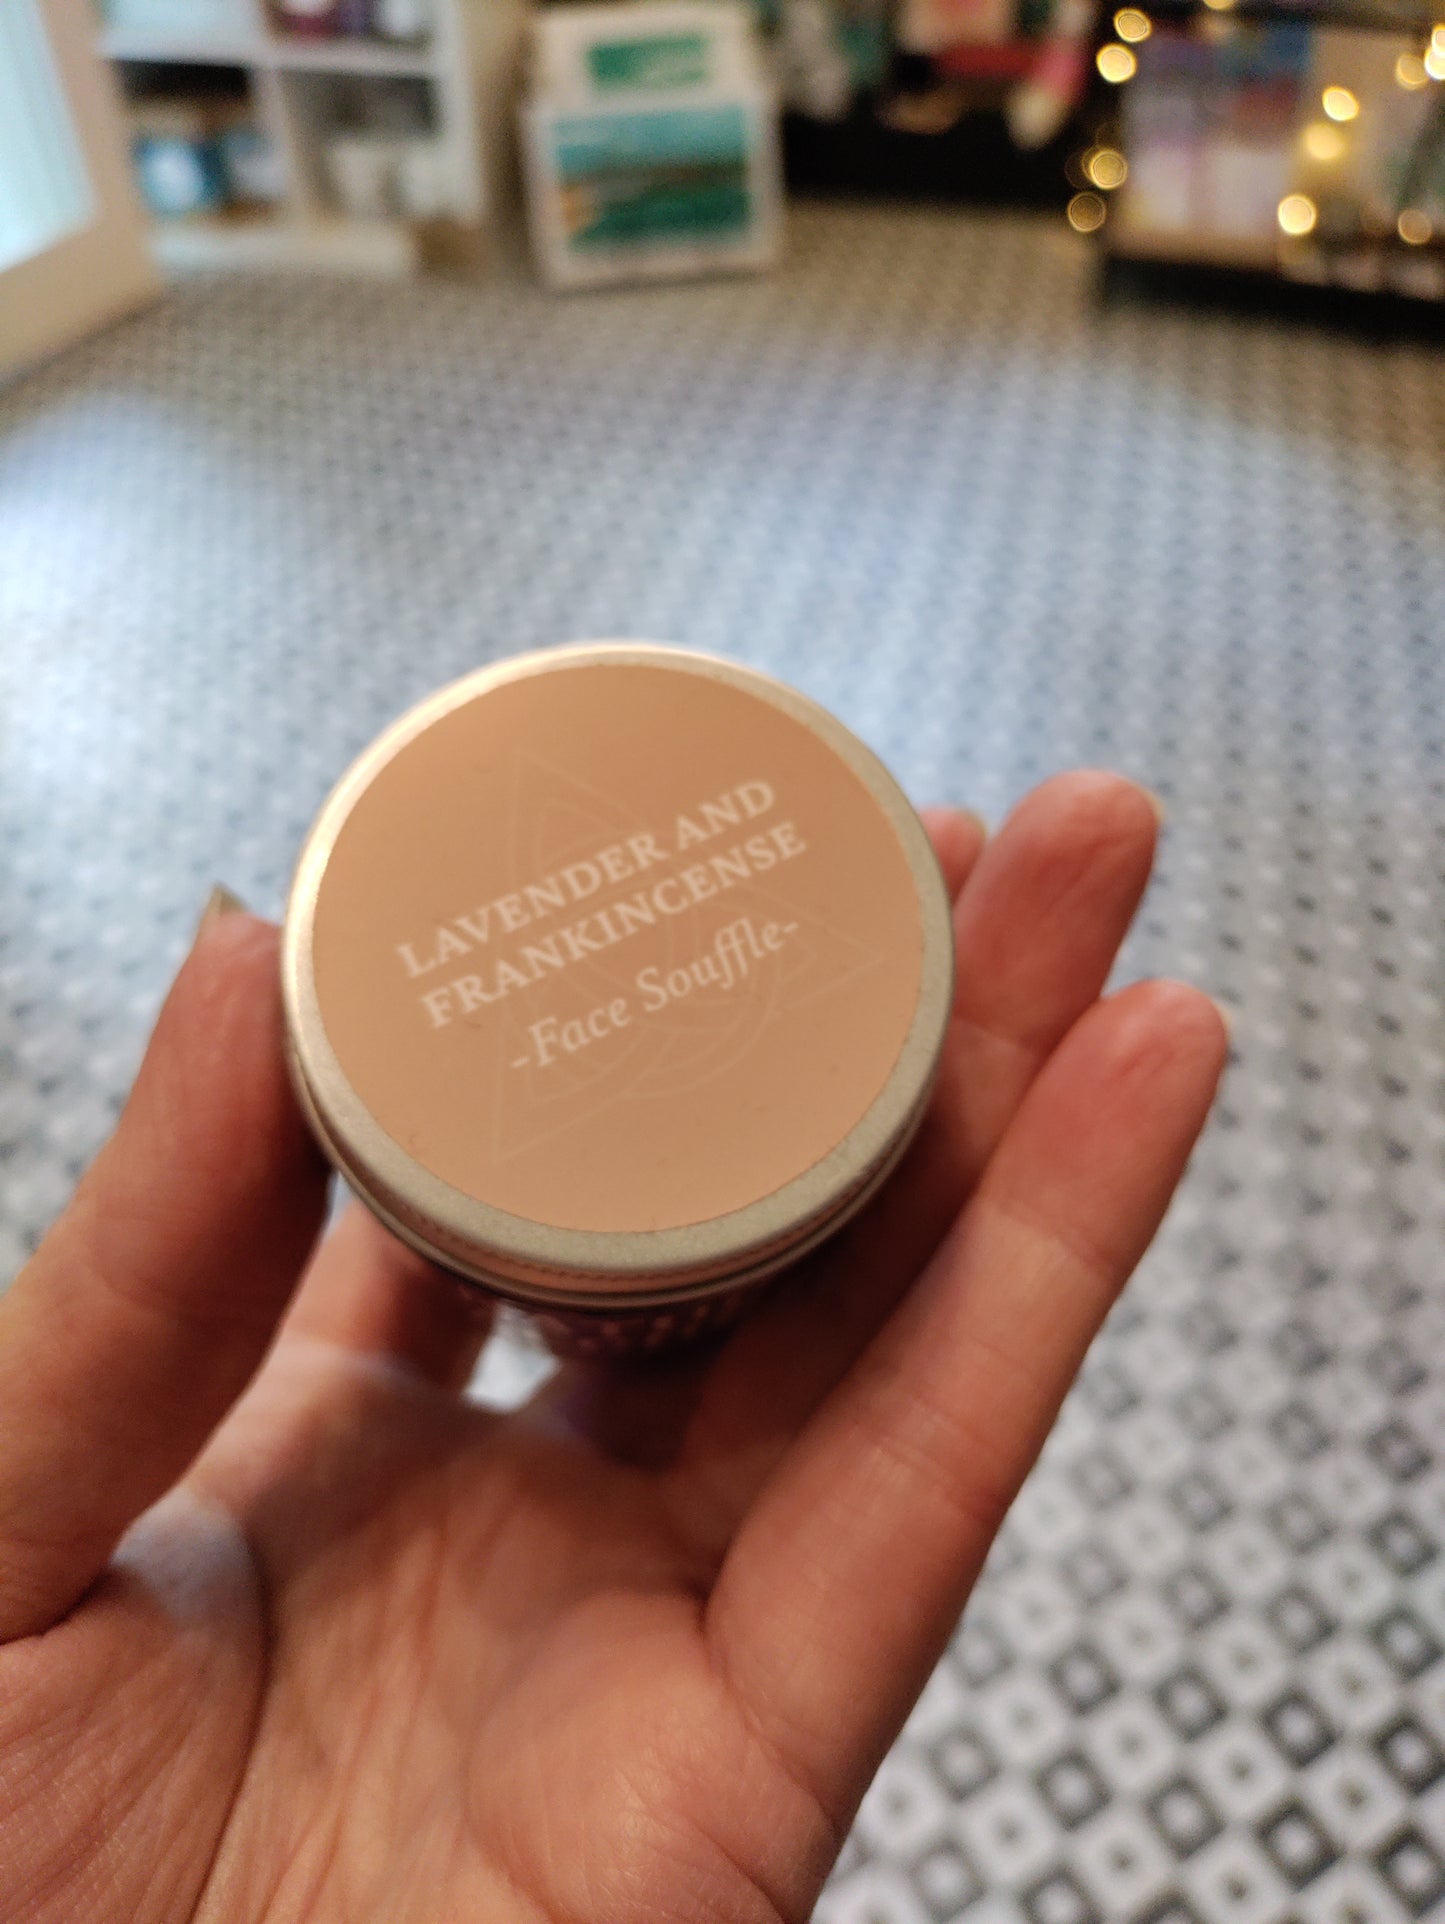 LAVENDER AND
FRANKINCENSE
-Face Souffle-